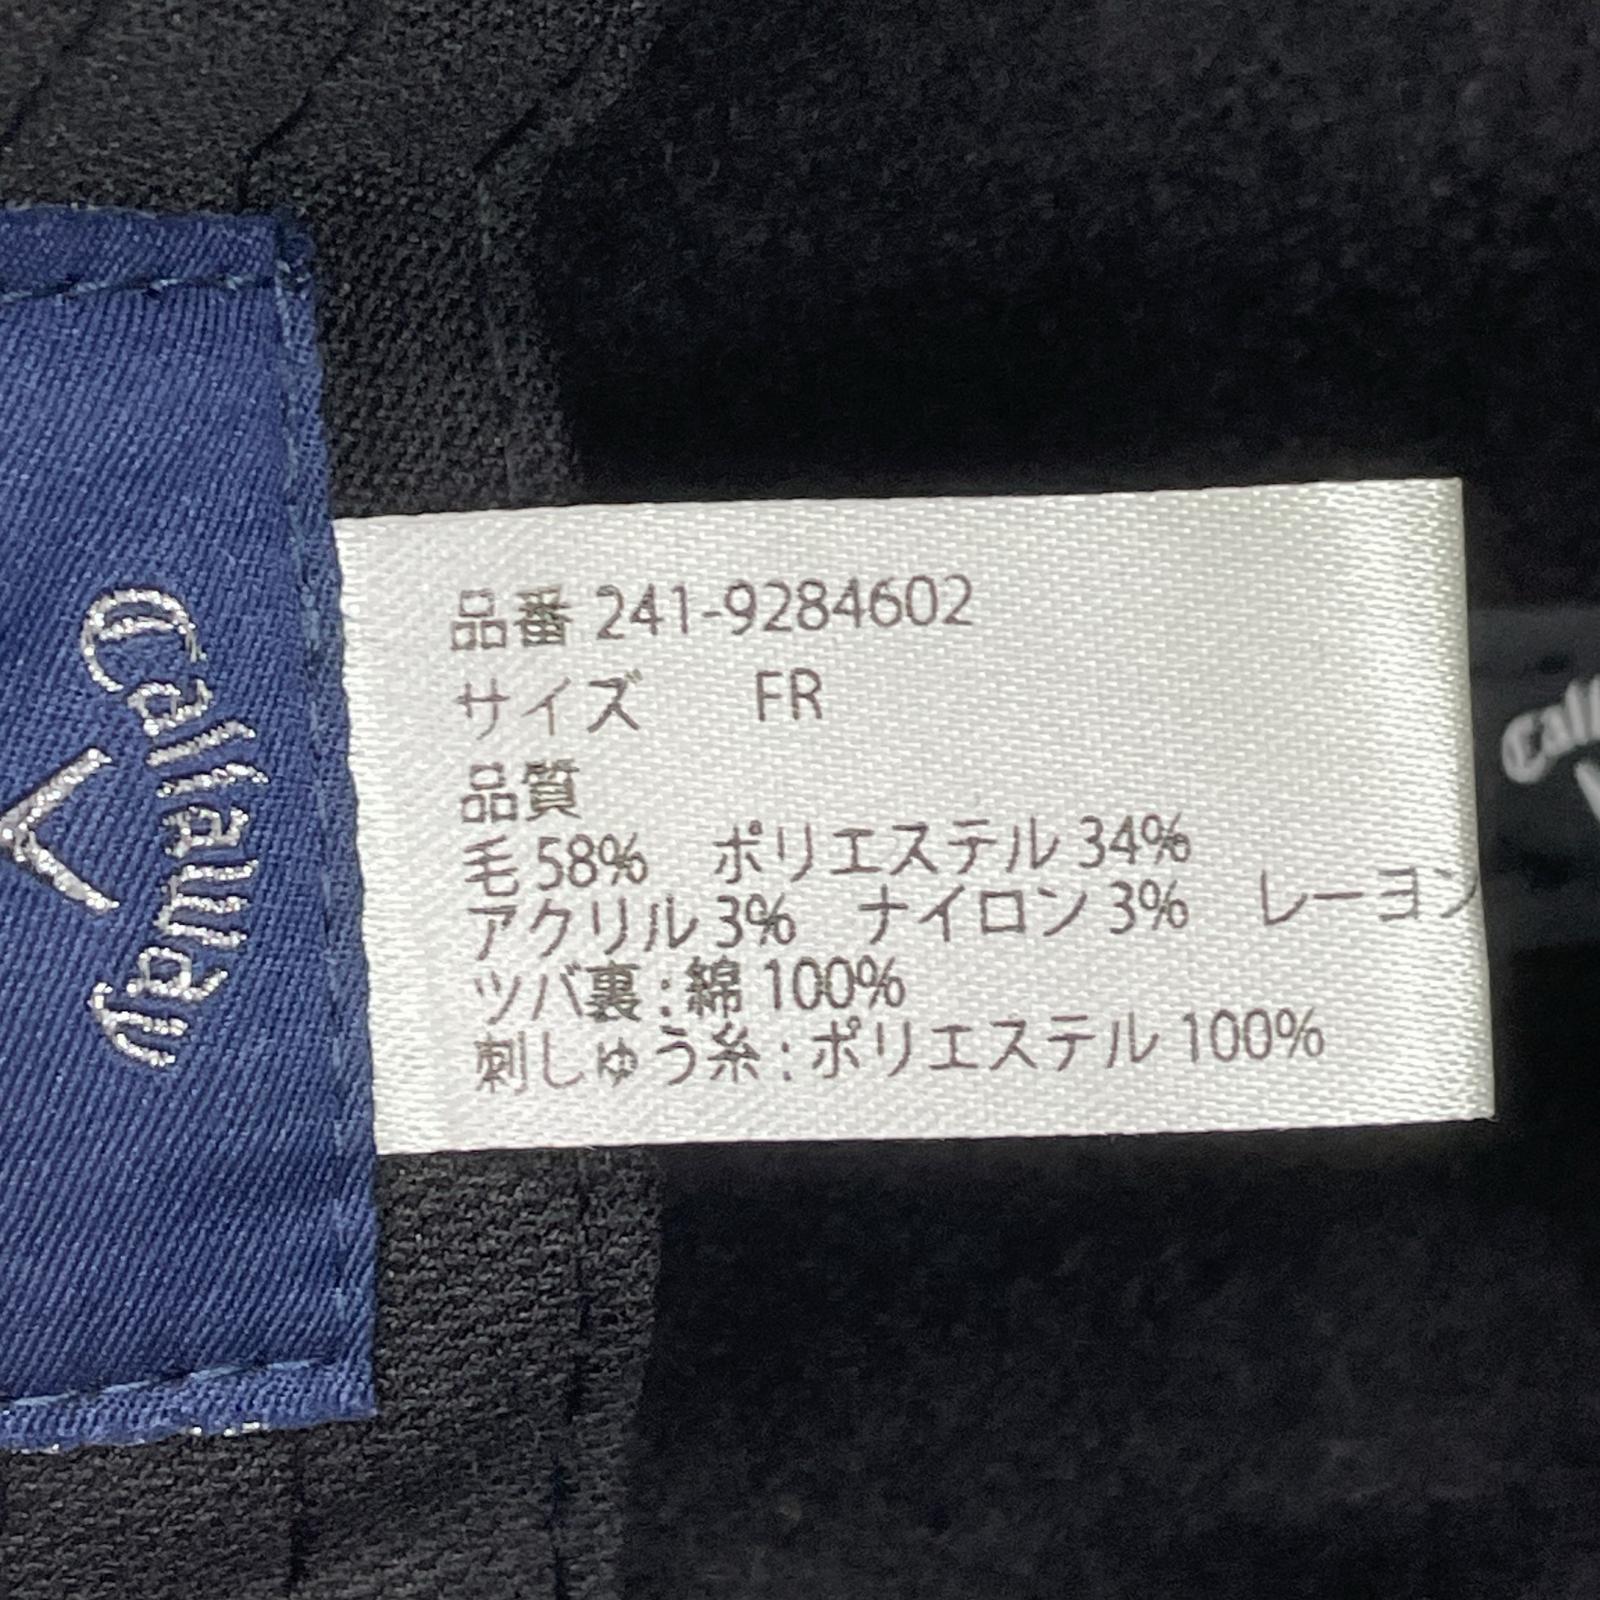 Callaway
品番 241-9284602
サイズ FR
品質
毛 58% ポリエステル 34%
アクリル 3% ナイロン 3% レーヨン
ツバ裏 : 綿 100%
刺しゅう糸 : ポリエステル 100%
Call